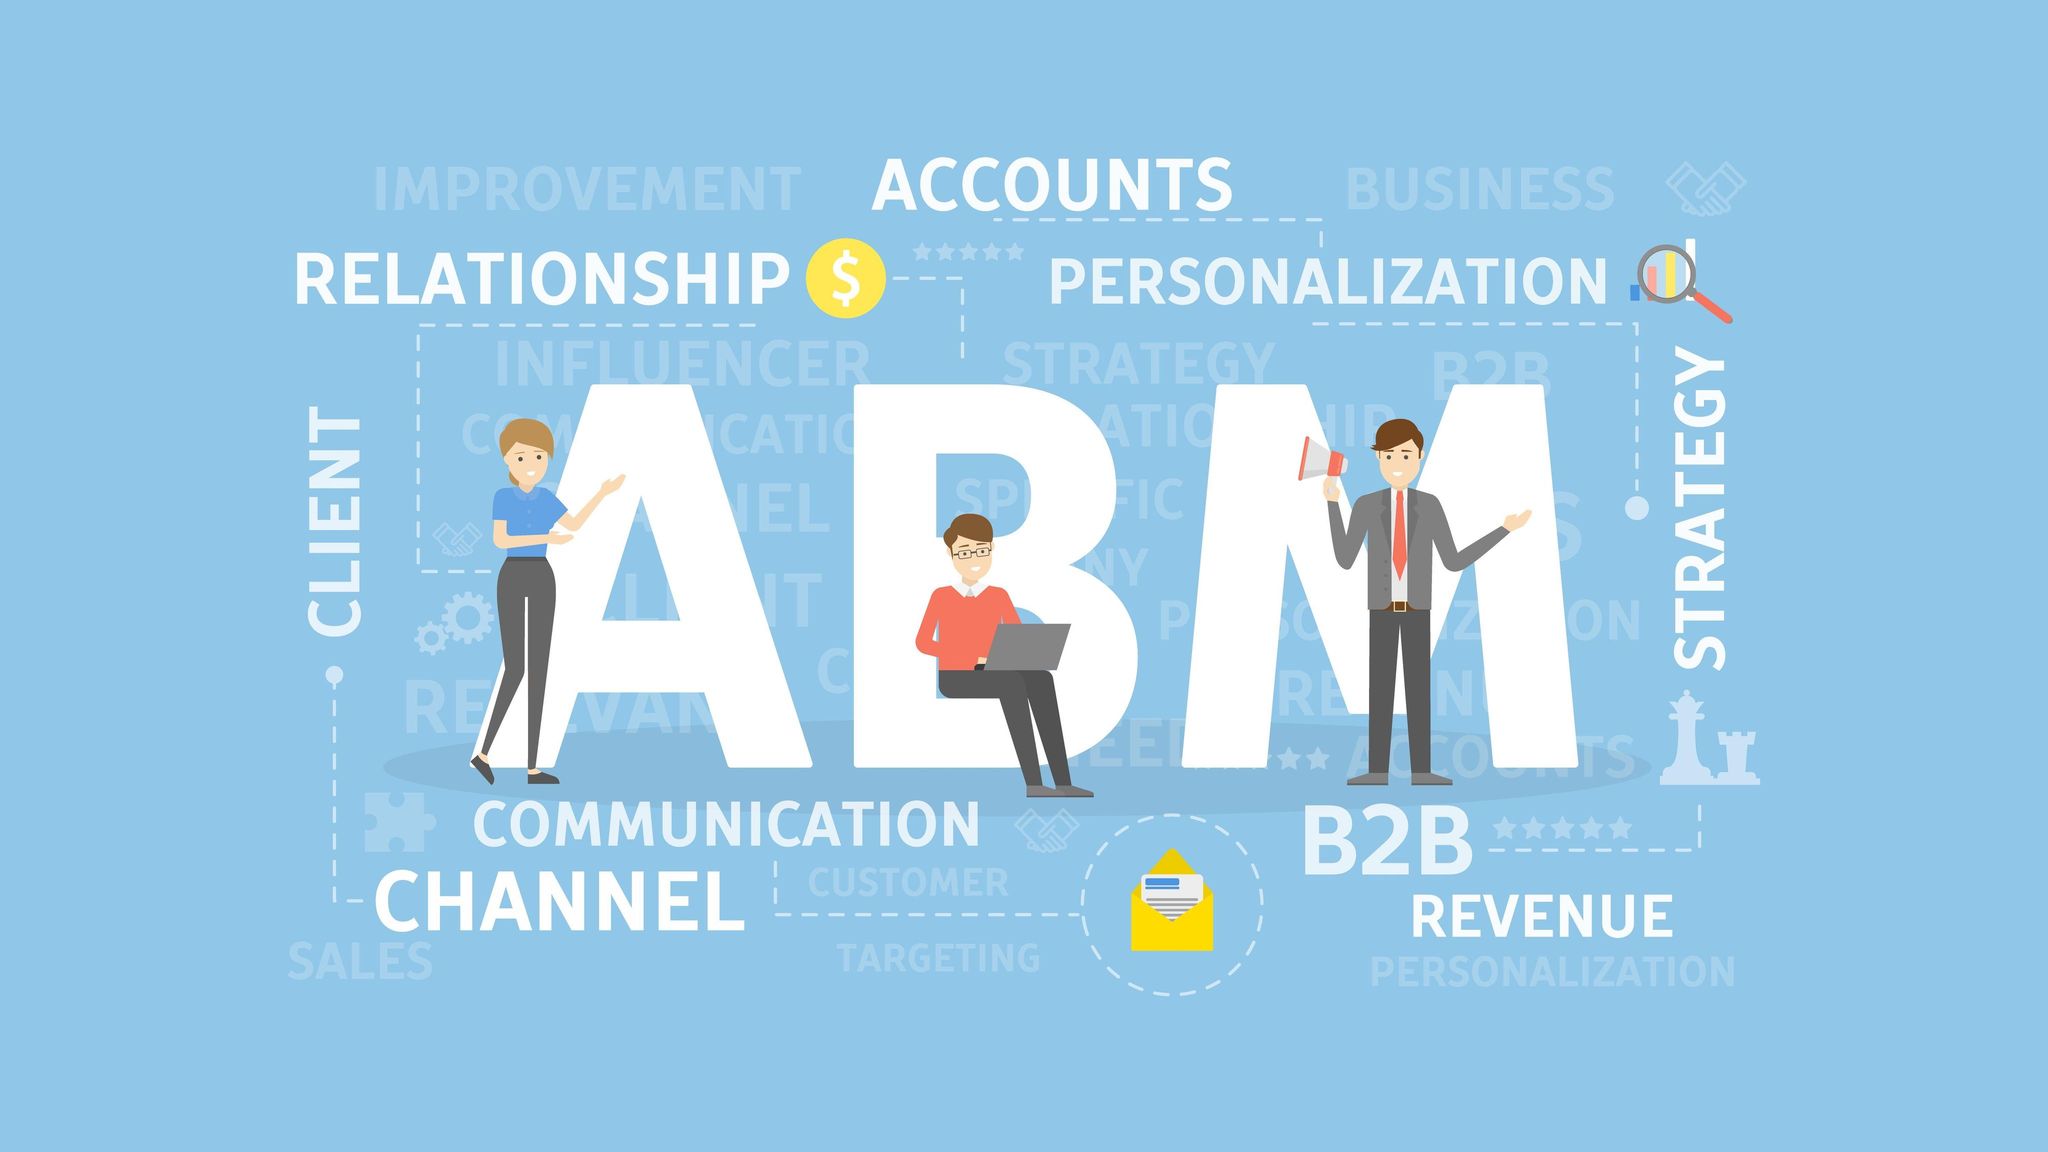 IMPROVEMENT
ACCOUNTS
BUSINESS
RELATIONSHIP
$
PERSONALIZATION
INFLUENCER
STRATEGY
B2B
CLIENT
STRATEGY
ABM
ACCOUNTS
COMMUNICATION
B2B
CHANNEL
CUSTOMER
REVENUE
SALES
TARGETING
PERSONALIZATION